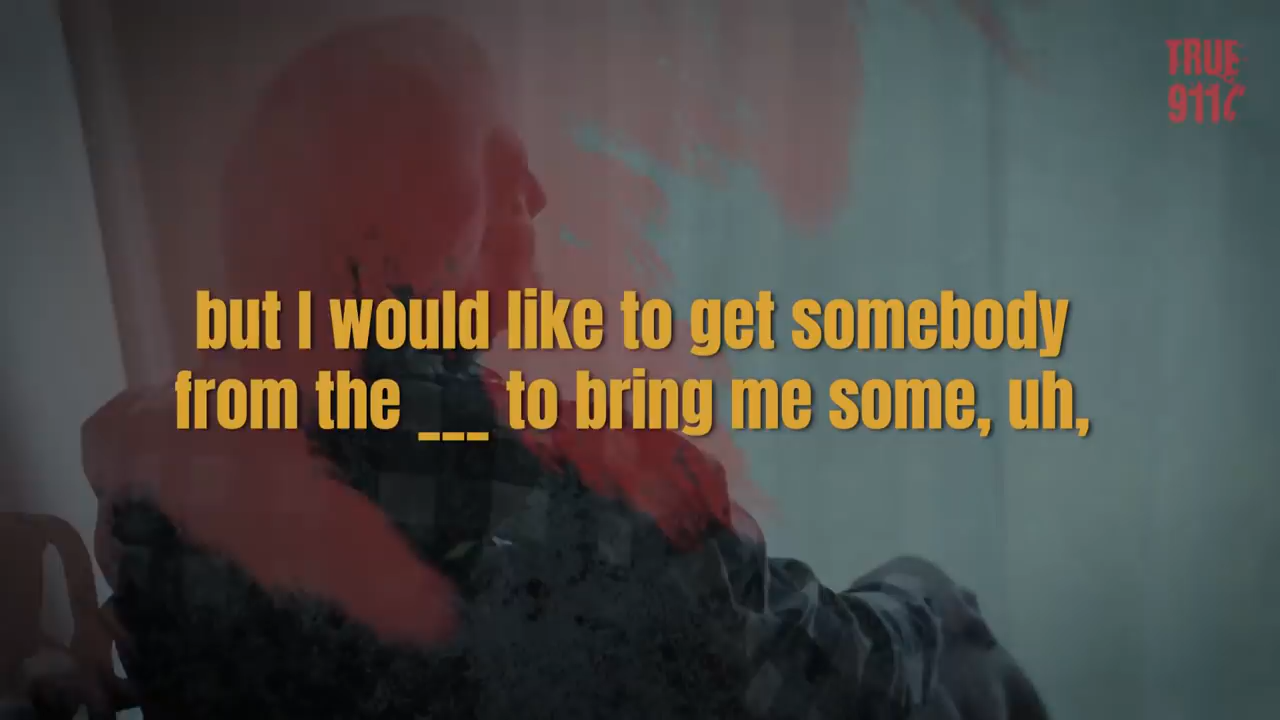 TRUE
911
but I would like to get somebody
from the ___ to bring me some, uh,